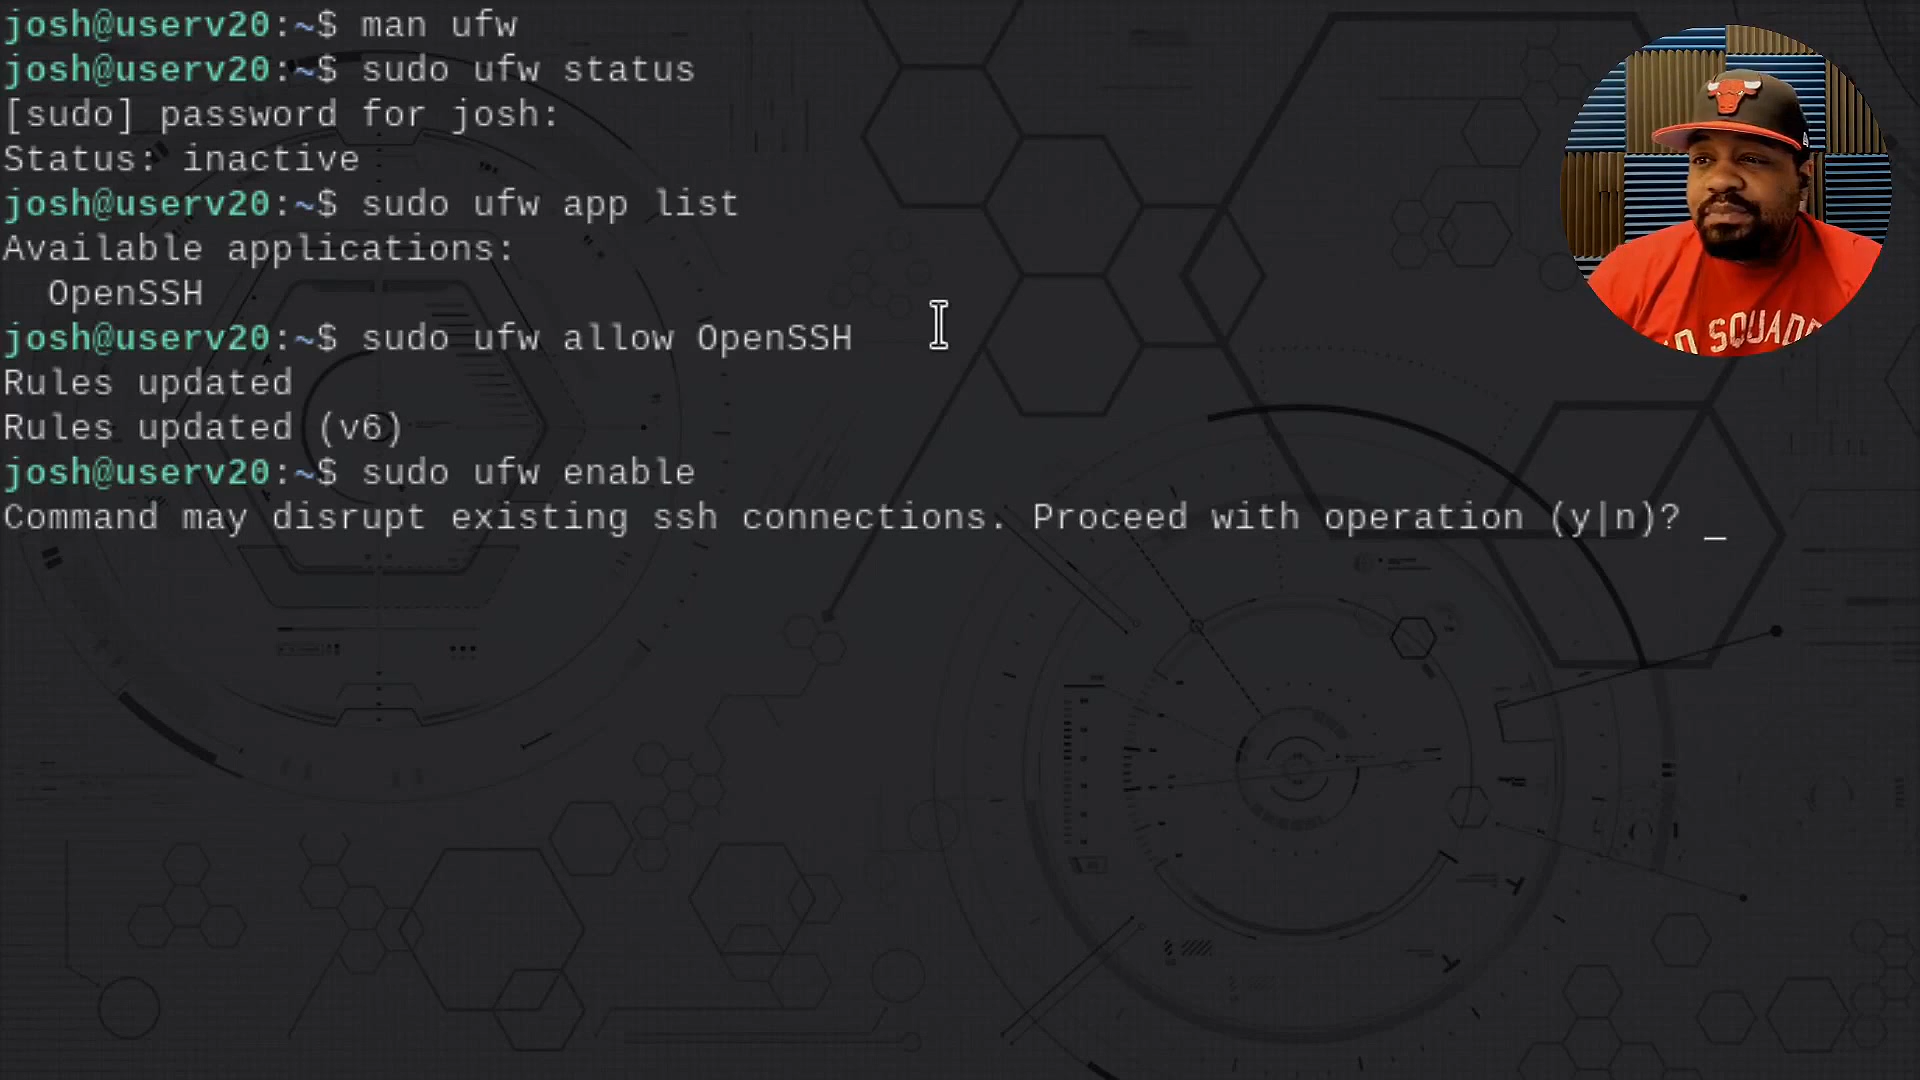 josh@userv20:~$ man ufw
josh@userv20:~$ sudo ufw status
[sudo] password for josh:
Status: inactive
josh@userv20:~$ sudo ufw app list
Available applications:
  OpenSSH
josh@userv20:~$ sudo ufw allow OpenSSH
Rules updated
Rules updated (v6)
josh@userv20:~$ sudo ufw enable
Command may disrupt existing ssh connections. Proceed with operation (y|n)? _
SQUAD